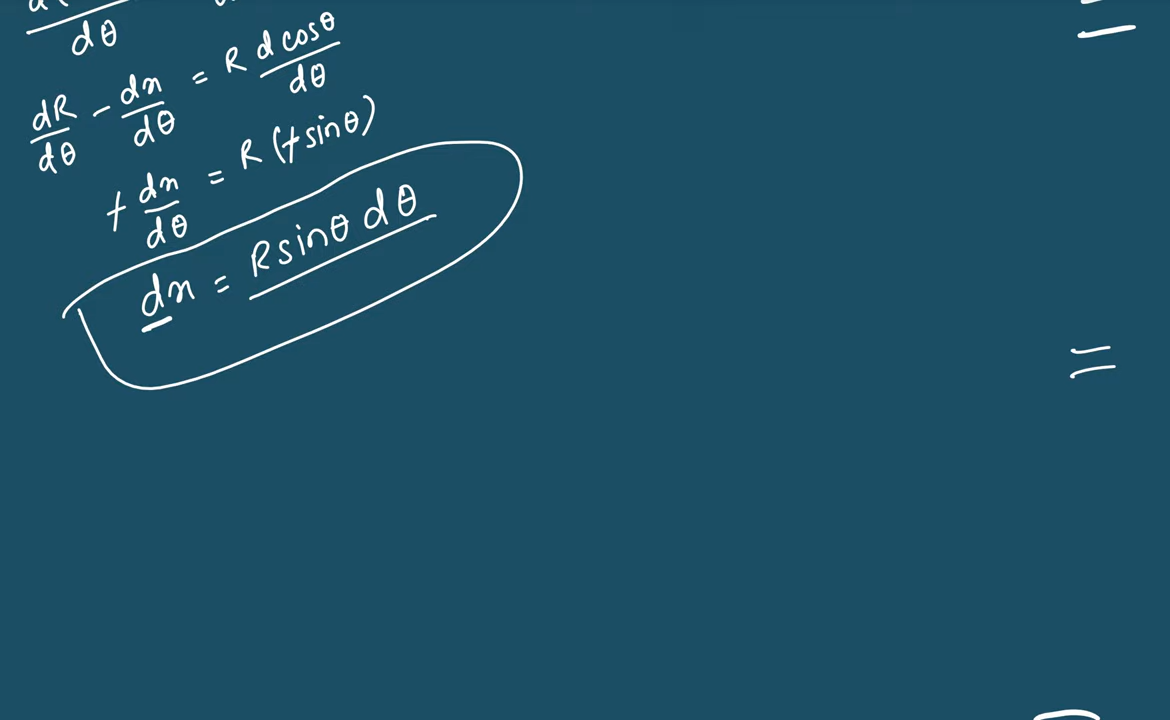 dθ
dR/dθ - dx/dθ = R d cosθ/dθ
+ dx/dθ = R (+ sinθ)
dx = R sinθ dθ
=
=